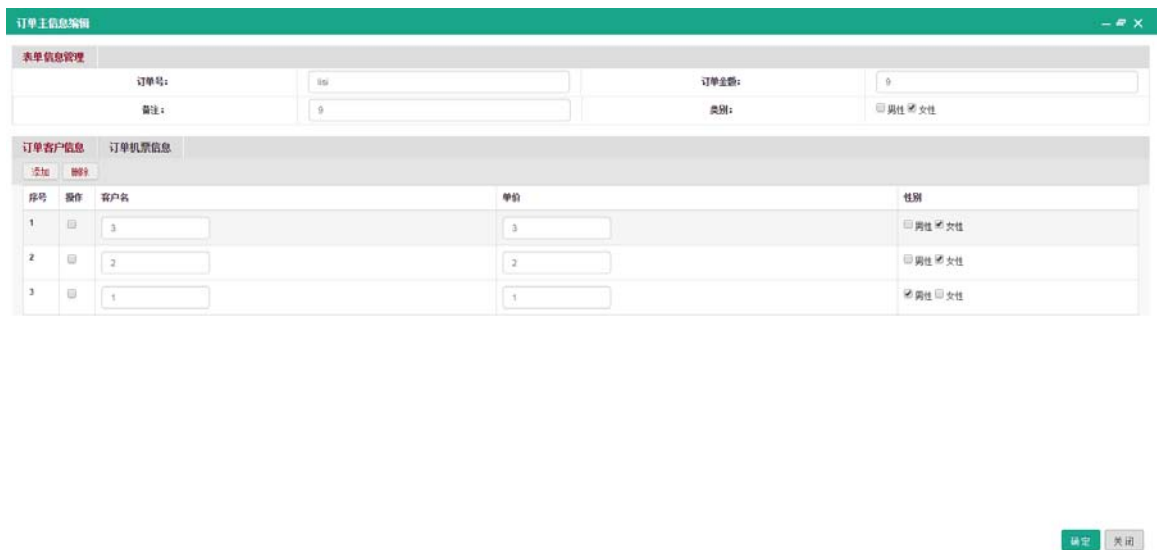 订单主信息编辑
表单信息管理
订单号: lisi 订单金额: 9
备注: 9 类别: 男性 女性
订单客户信息 订单机票信息
添加 删除
序号 操作 客户名 单价 性别
1 3 3 男性 女性
2 2 2 男性 女性
3 1 1 男性 女性
确定 关闭